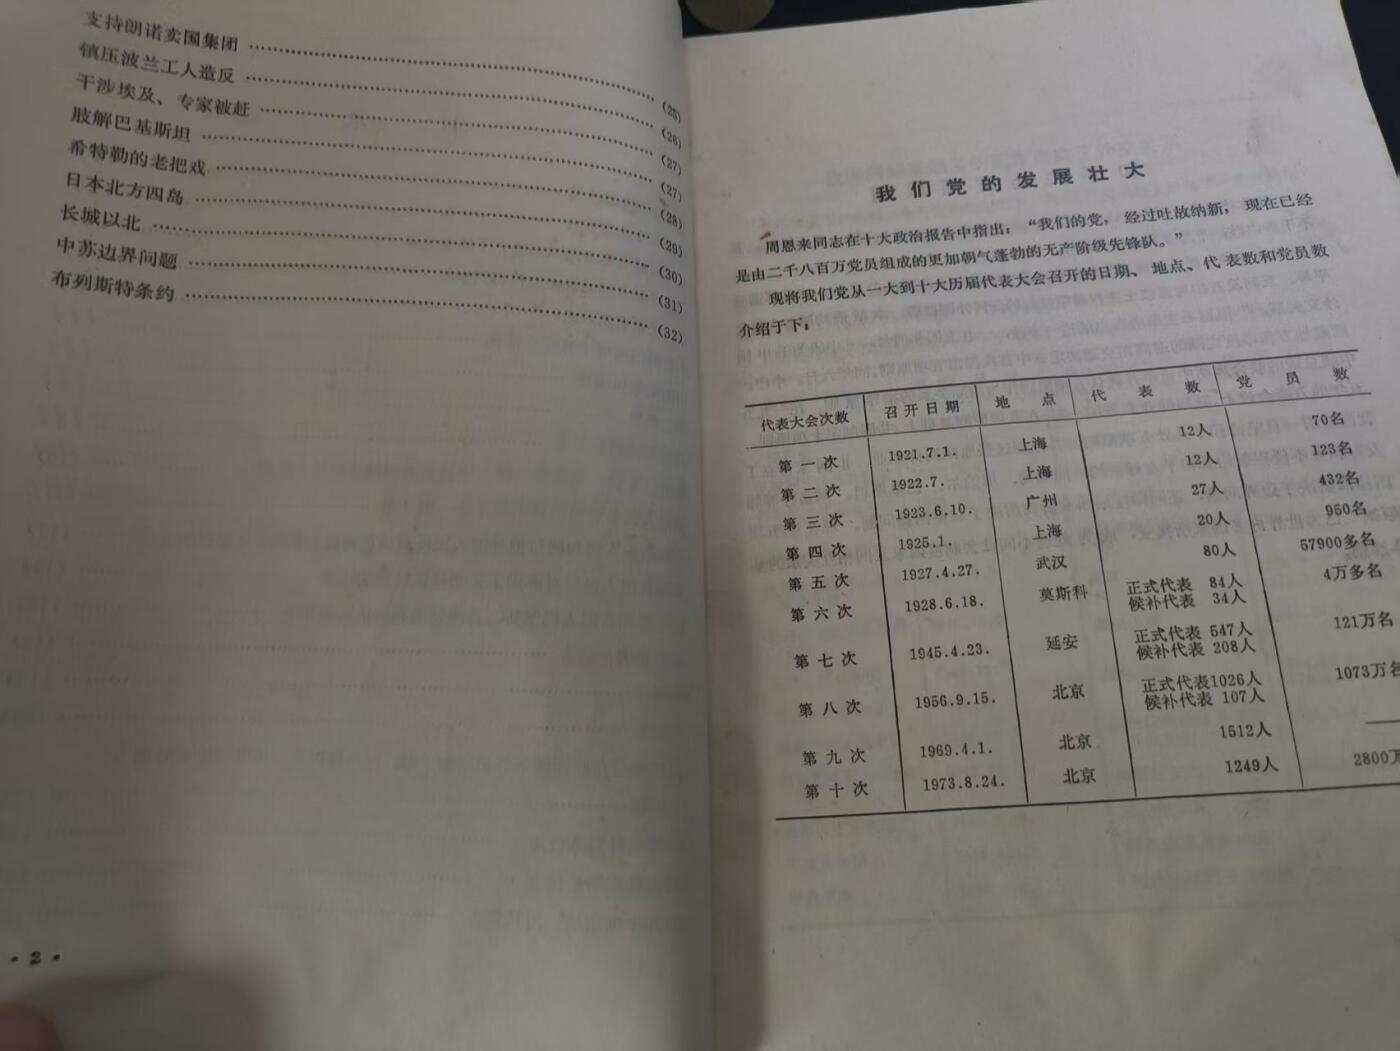 支持朗诺卖国集团 ……………………………………………… (25)
镇压波兰工人造反 ……………………………………………… (26)
干涉埃及、专家被赶 …………………………………………… (27)
肢解巴基斯坦 …………………………………………………… (27)
希特勒的老把戏 ………………………………………………… (28)
日本北方四岛 …………………………………………………… (29)
长城以北 ………………………………………………………… (30)
中苏边界问题 …………………………………………………… (31)
布列斯特条约 …………………………………………………… (32)
· 2 ·
我们党的发展壮大
周恩来同志在十大政治报告中指出：“我们的党，经过吐故纳新，现在已经
是由二千八百万党员组成的更加朝气蓬勃的无产阶级先锋队。”
现将我们党从一大到十大历届代表大会召开的日期、地点、代表数和党员数
介绍于下：
代表大会次数 召开日期 地点 代表数 党员数
第一次 1921.7.1. 上海 12人 70名
第二次 1922.7. 上海 12人 123名
第三次 1923.6.10. 广州 27人 432名
第四次 1925.1. 上海 20人 950名
第五次 1927.4.27. 武汉 80人 57900多名
第六次 1928.6.18. 莫斯科 正式代表 84人 4万多名
候补代表 34人
第七次 1945.4.23. 延安 正式代表 547人 121万名
候补代表 208人
第八次 1956.9.15. 北京 正式代表1026人 1073万名
候补代表 107人
第九次 1969.4.1. 北京 1512人 —
第十次 1973.8.24. 北京 1249人 2800万